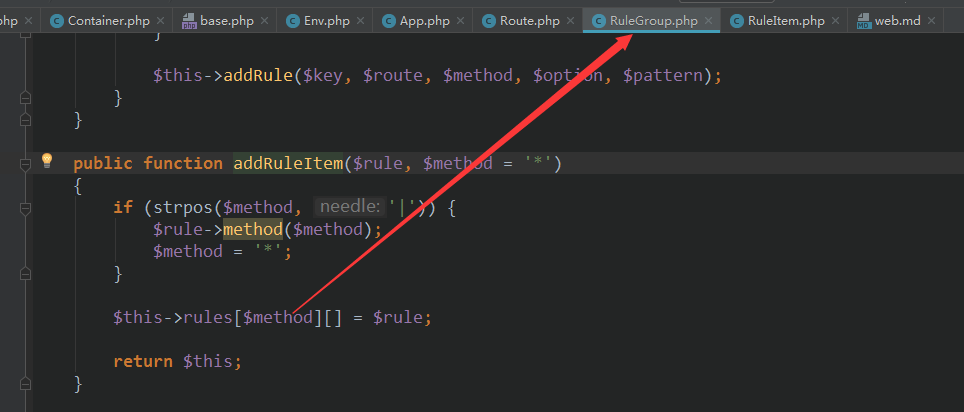 php × Container.php × php base.php × Env.php × App.php × Route.php × RuleGroup.php × RuleItem.php × MD web.md ×
}
$this->addRule($key, $route, $method, $option, $pattern);
}
}
public function addRuleItem($rule, $method = '*')
{
if (strpos($method, needle: '|')) {
$rule->method($method);
$method = '*';
}
$this->rules[$method][] = $rule;
return $this;
}